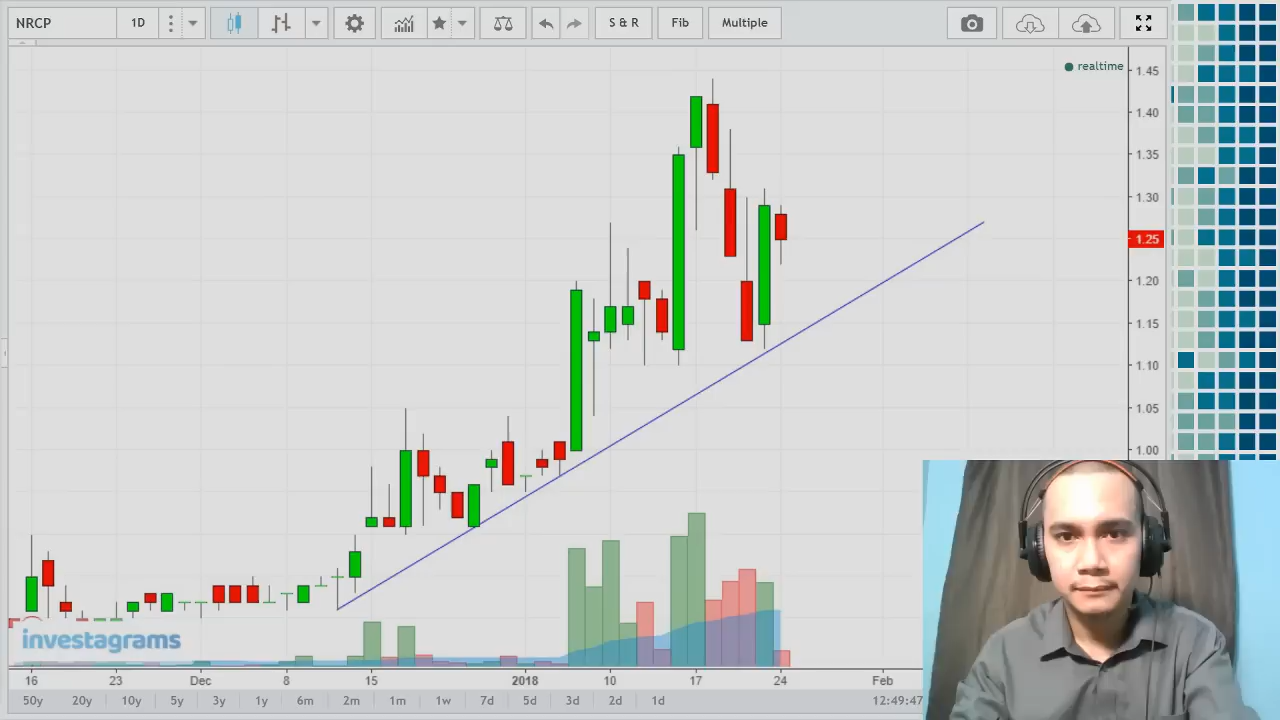 NRCP 1D S & R Fib Multiple
realtime
1.45
1.40
1.35
1.30
1.25
1.20
1.15
1.10
1.05
1.00
investagrams
16 23 Dec 8 15 2018 10 17 24 Feb
50y 20y 10y 5y 3y 1y 6m 2m 1m 7d 5d 3d 2d 1d 12:49:47